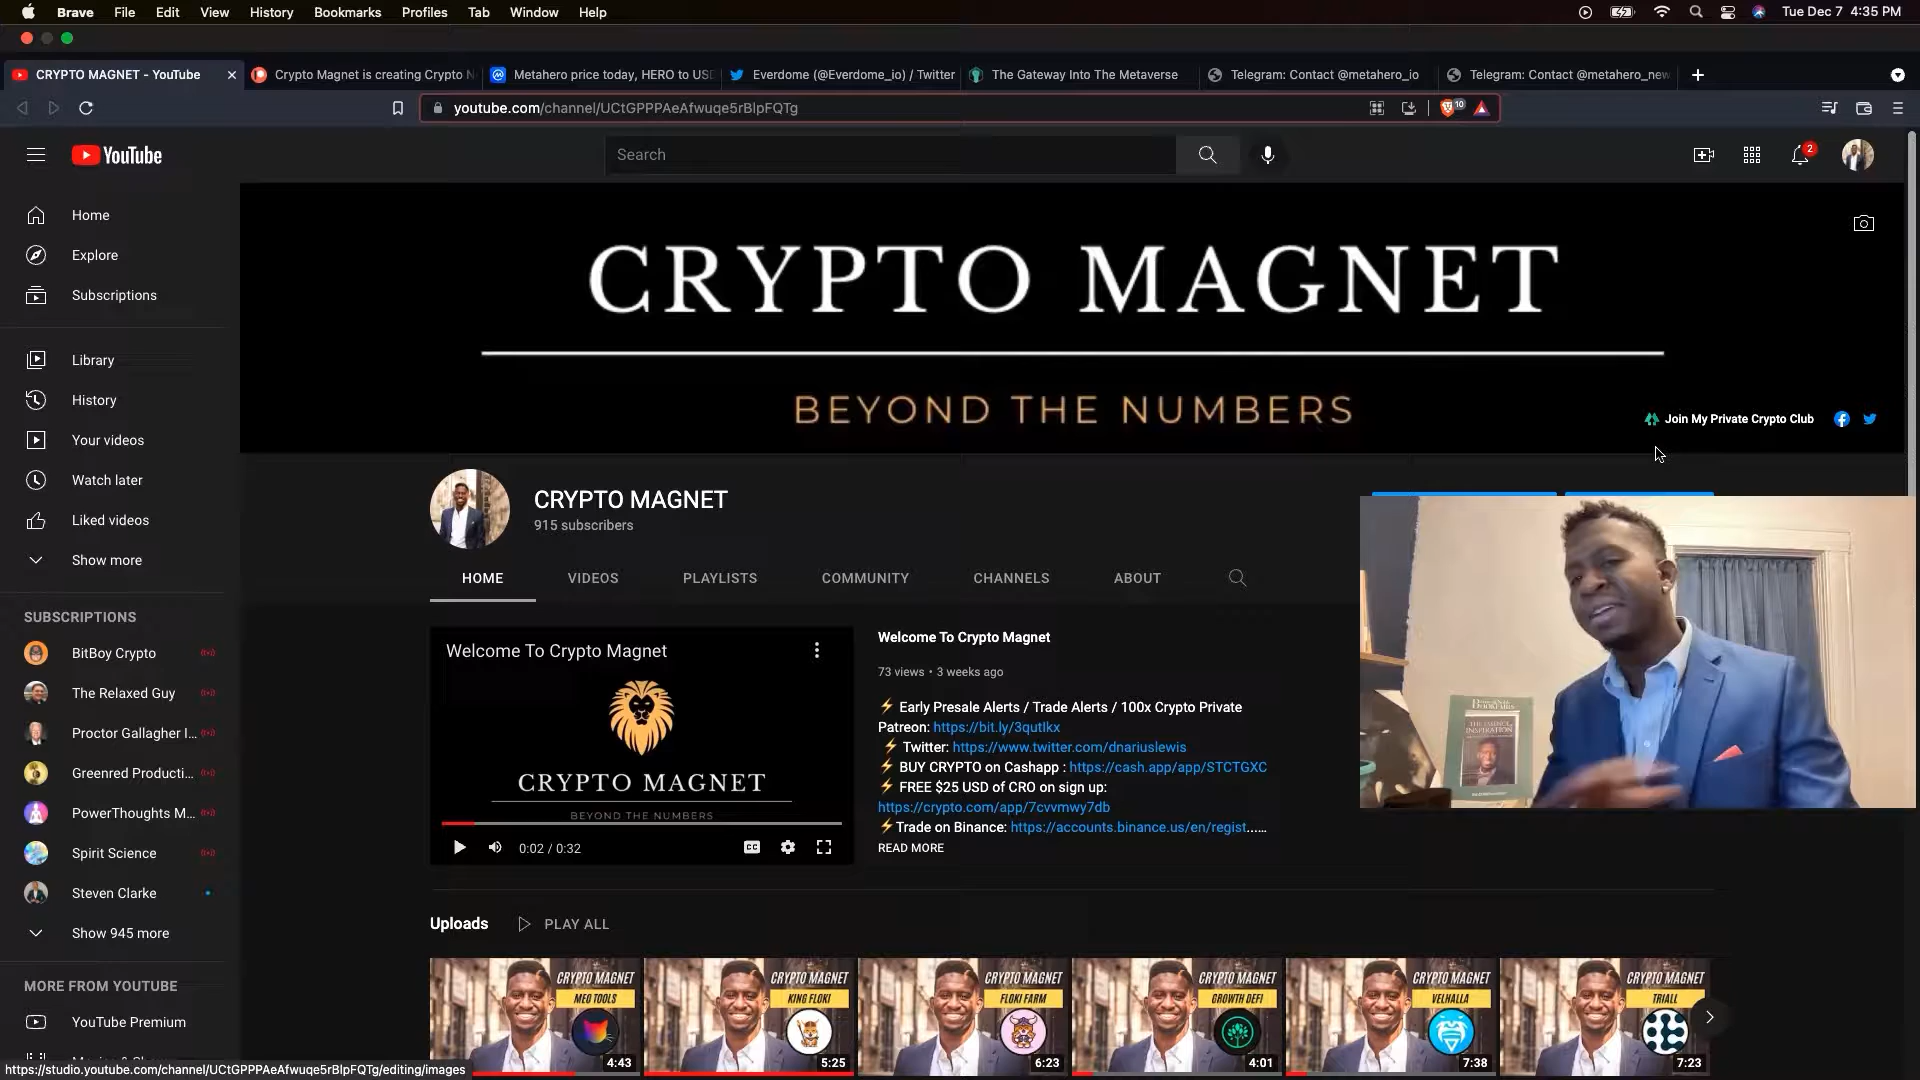 Brave File Edit View History Bookmarks Profiles Tab Window Help
Tue Dec 7 4:35 PM
CRYPTO MAGNET - YouTube
Crypto Magnet is creating Crypto N
Metahero price today, HERO to USD
Everdome (@Everdome_io) / Twitter
The Gateway Into The Metaverse
Telegram: Contact @metahero_io
Telegram: Contact @metahero_new
youtube.com/channel/UCtGPPPAeAfwuqe5rBlpFQTg
10
YouTube
Search
2
Home
Explore
Subscriptions
Library
History
Your videos
Watch later
Liked videos
Show more
SUBSCRIPTIONS
BitBoy Crypto
The Relaxed Guy
Proctor Gallagher I...
Greenred Producti...
PowerThoughts M...
Spirit Science
Steven Clarke
Show 945 more
MORE FROM YOUTUBE
YouTube Premium
CRYPTO MAGNET
BEYOND THE NUMBERS
Join My Private Crypto Club
CRYPTO MAGNET
915 subscribers
HOME VIDEOS PLAYLISTS COMMUNITY CHANNELS ABOUT
Welcome To Crypto Magnet
CRYPTO MAGNET
BEYOND THE NUMBERS
0:02 / 0:32
CC
Welcome To Crypto Magnet
73 views • 3 weeks ago
⚡ Early Presale Alerts / Trade Alerts / 100x Crypto Private
Patreon: https://bit.ly/3qutlkx
⚡ Twitter: https://www.twitter.com/dnariuslewis
⚡ BUY CRYPTO on Cashapp : https://cash.app/app/STCTGXC
⚡ FREE $25 USD of CRO on sign up:
https://crypto.com/app/7cvvmwy7db
⚡Trade on Binance: https://accounts.binance.us/en/regist......
READ MORE
INSPIRATION
Uploads PLAY ALL
CRYPTO MAGNET
MEO TOOLS
4:43
CRYPTO MAGNET
KING FLOKI
5:25
CRYPTO MAGNET
FLOKI FARM
6:23
CRYPTO MAGNET
GROWTH DEFI
4:01
CRYPTO MAGNET
VELHALLA
7:38
CRYPTO MAGNET
TRIALL
7:23
https://studio.youtube.com/channel/UCtGPPPAeAfwuqe5rBlpFQTg/editing/images